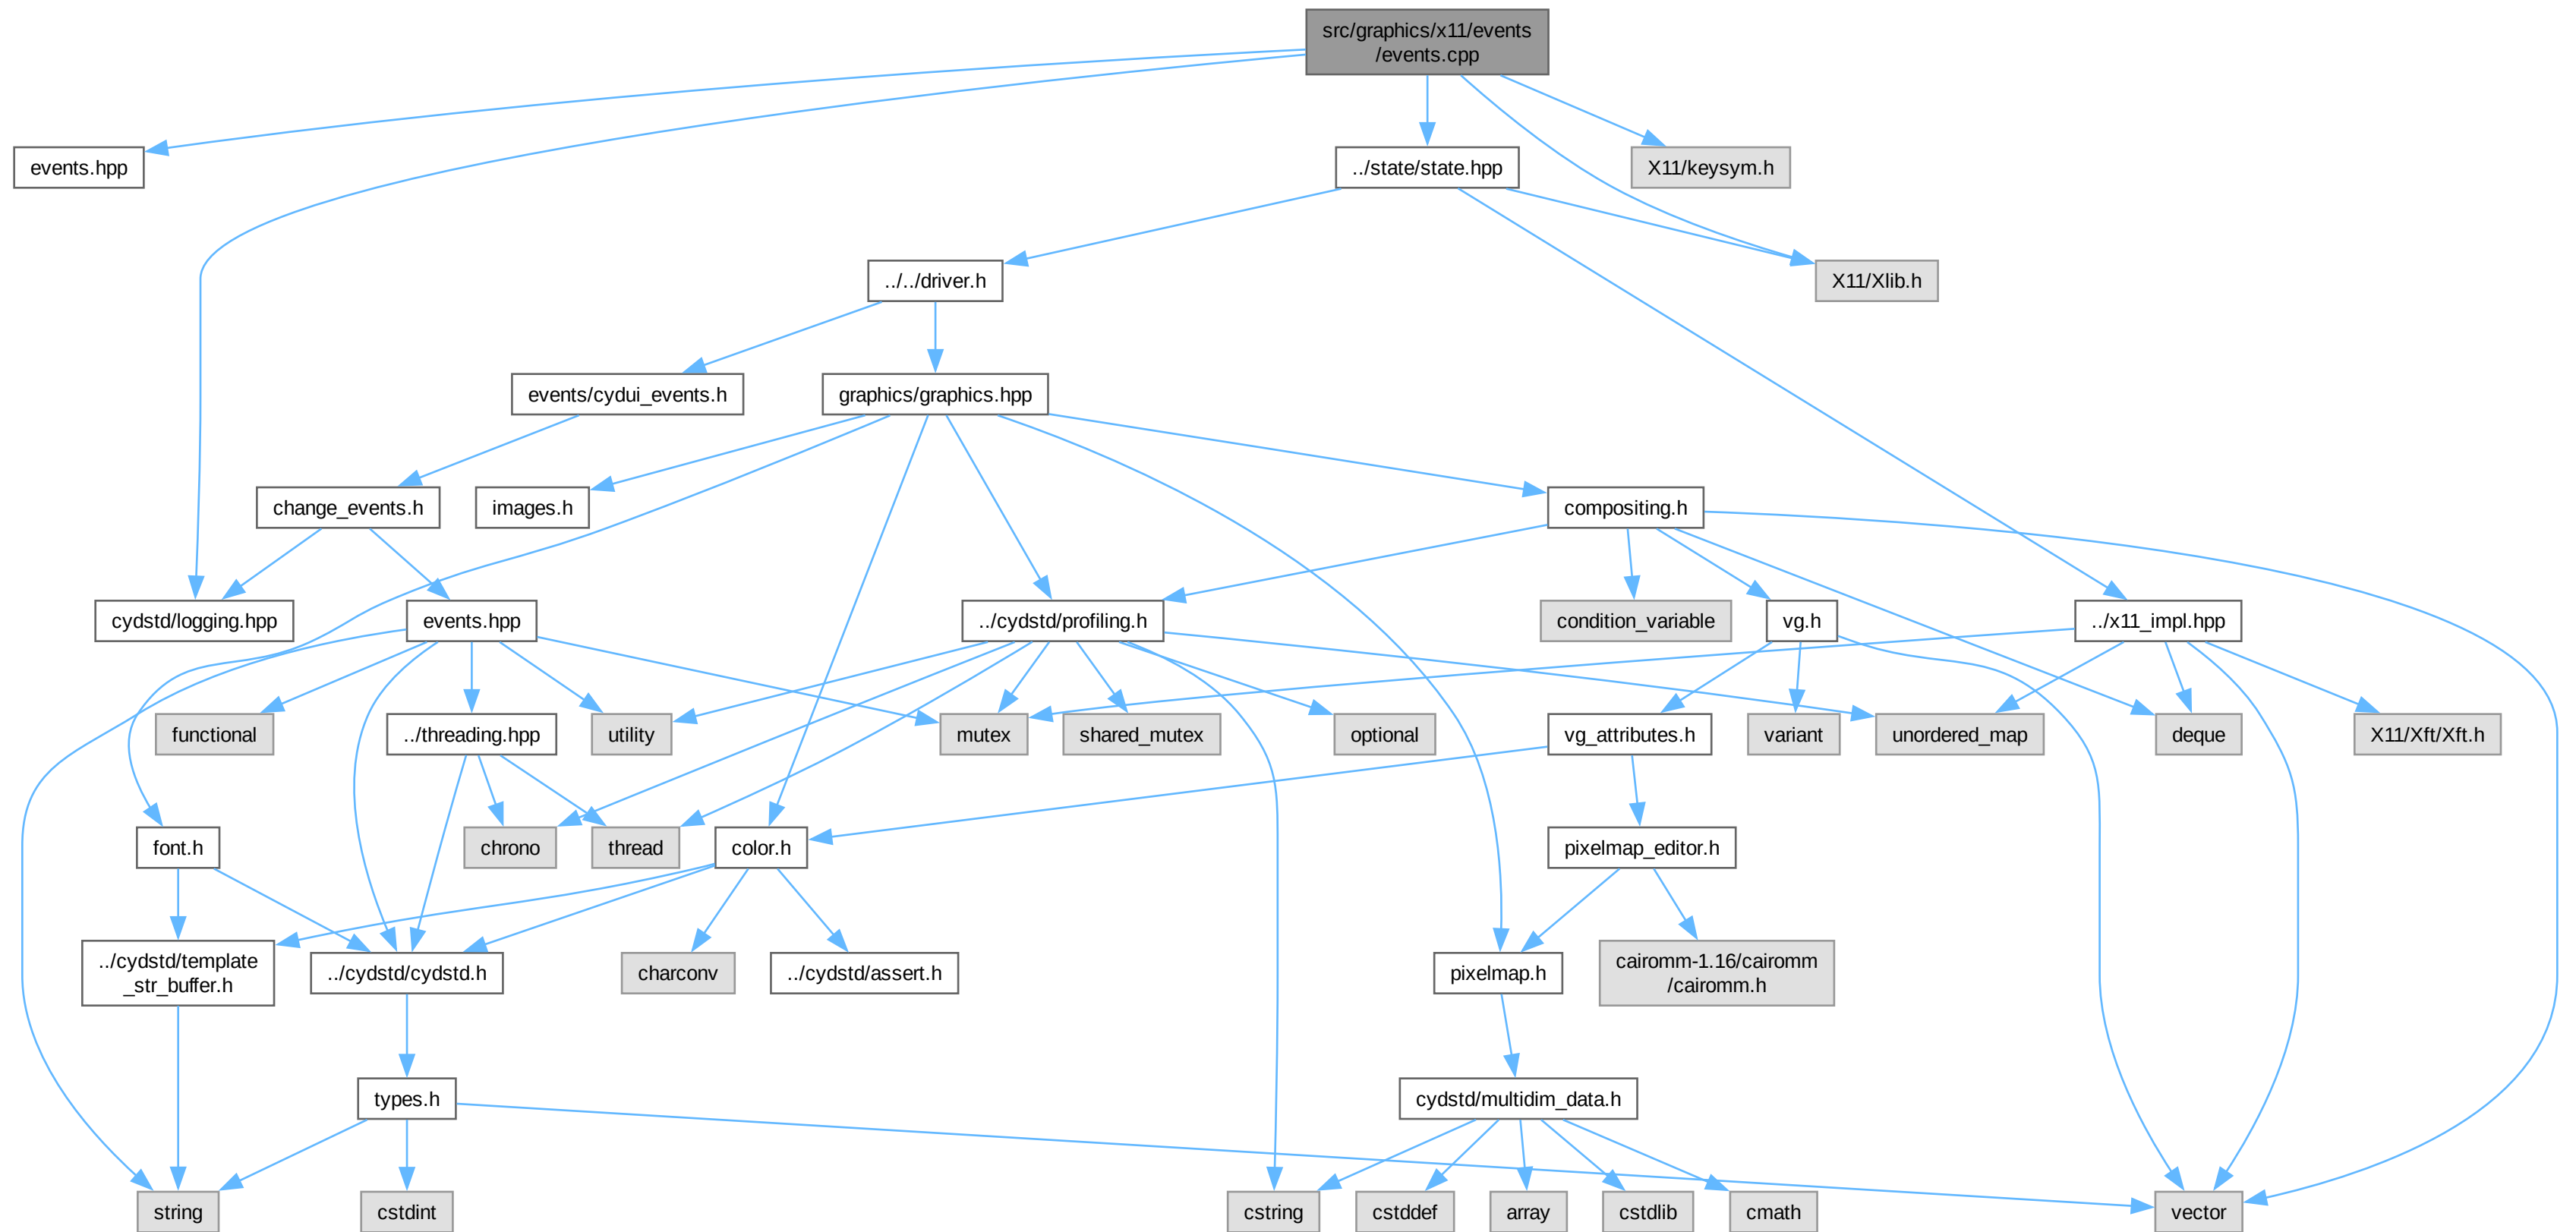 src/graphics/x11/events
/events.cpp
events.hpp
../state/state.hpp
X11/keysym.h
../../driver.h
X11/Xlib.h
events/cydui_events.h
graphics/graphics.hpp
change_events.h
images.h
compositing.h
cydstd/logging.hpp
events.hpp
../cydstd/profiling.h
condition_variable
vg.h
../x11_impl.hpp
functional
../threading.hpp
utility
mutex
shared_mutex
optional
vg_attributes.h
variant
unordered_map
deque
X11/Xft/Xft.h
font.h
chrono
thread
color.h
pixelmap_editor.h
../cydstd/template
_str_buffer.h
../cydstd/cydstd.h
charconv
../cydstd/assert.h
pixelmap.h
cairomm-1.16/cairomm
/cairomm.h
types.h
cydstd/multidim_data.h
string
cstdint
cstring
cstddef
array
cstdlib
cmath
vector